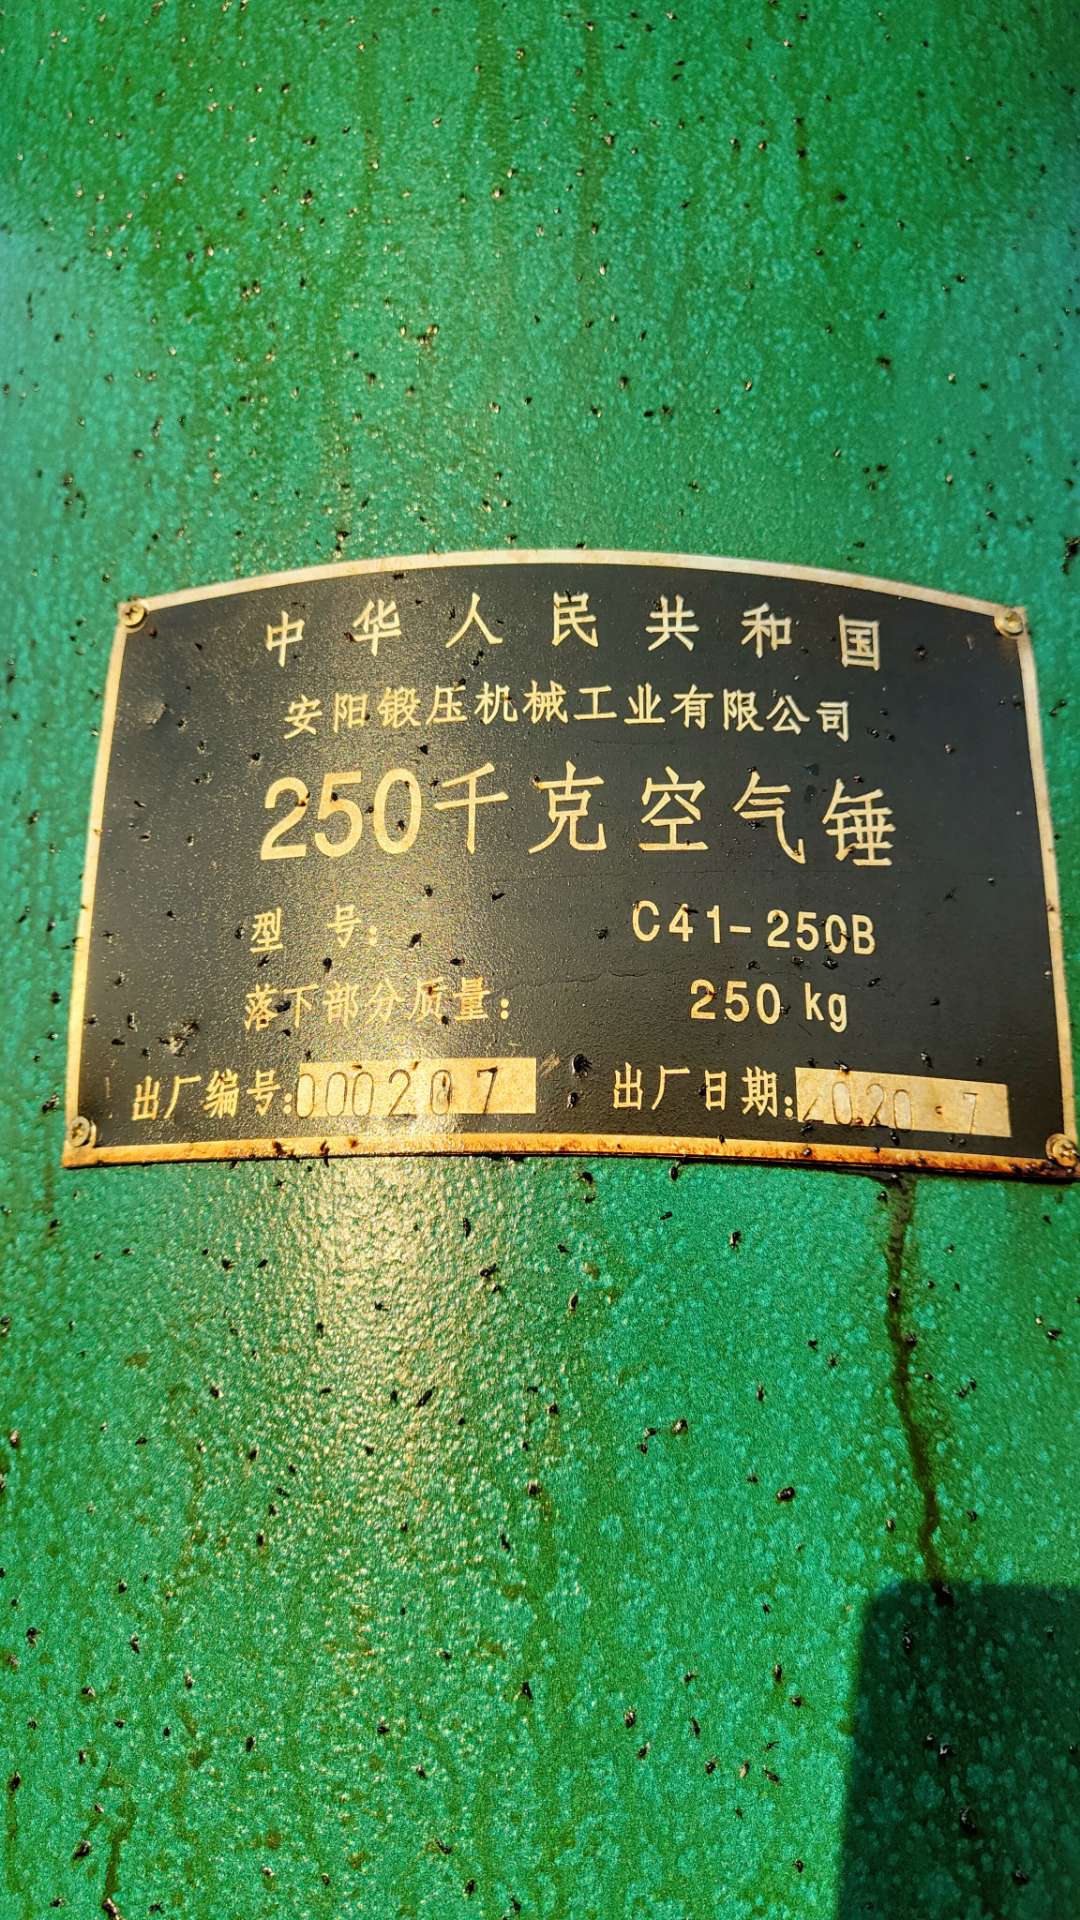 中华人民共和国
安阳锻压机械工业有限公司
250千克空气锤
型 号: C41-250B
落下部分质量: 250 kg
出厂编号:000207 出厂日期:2020 7